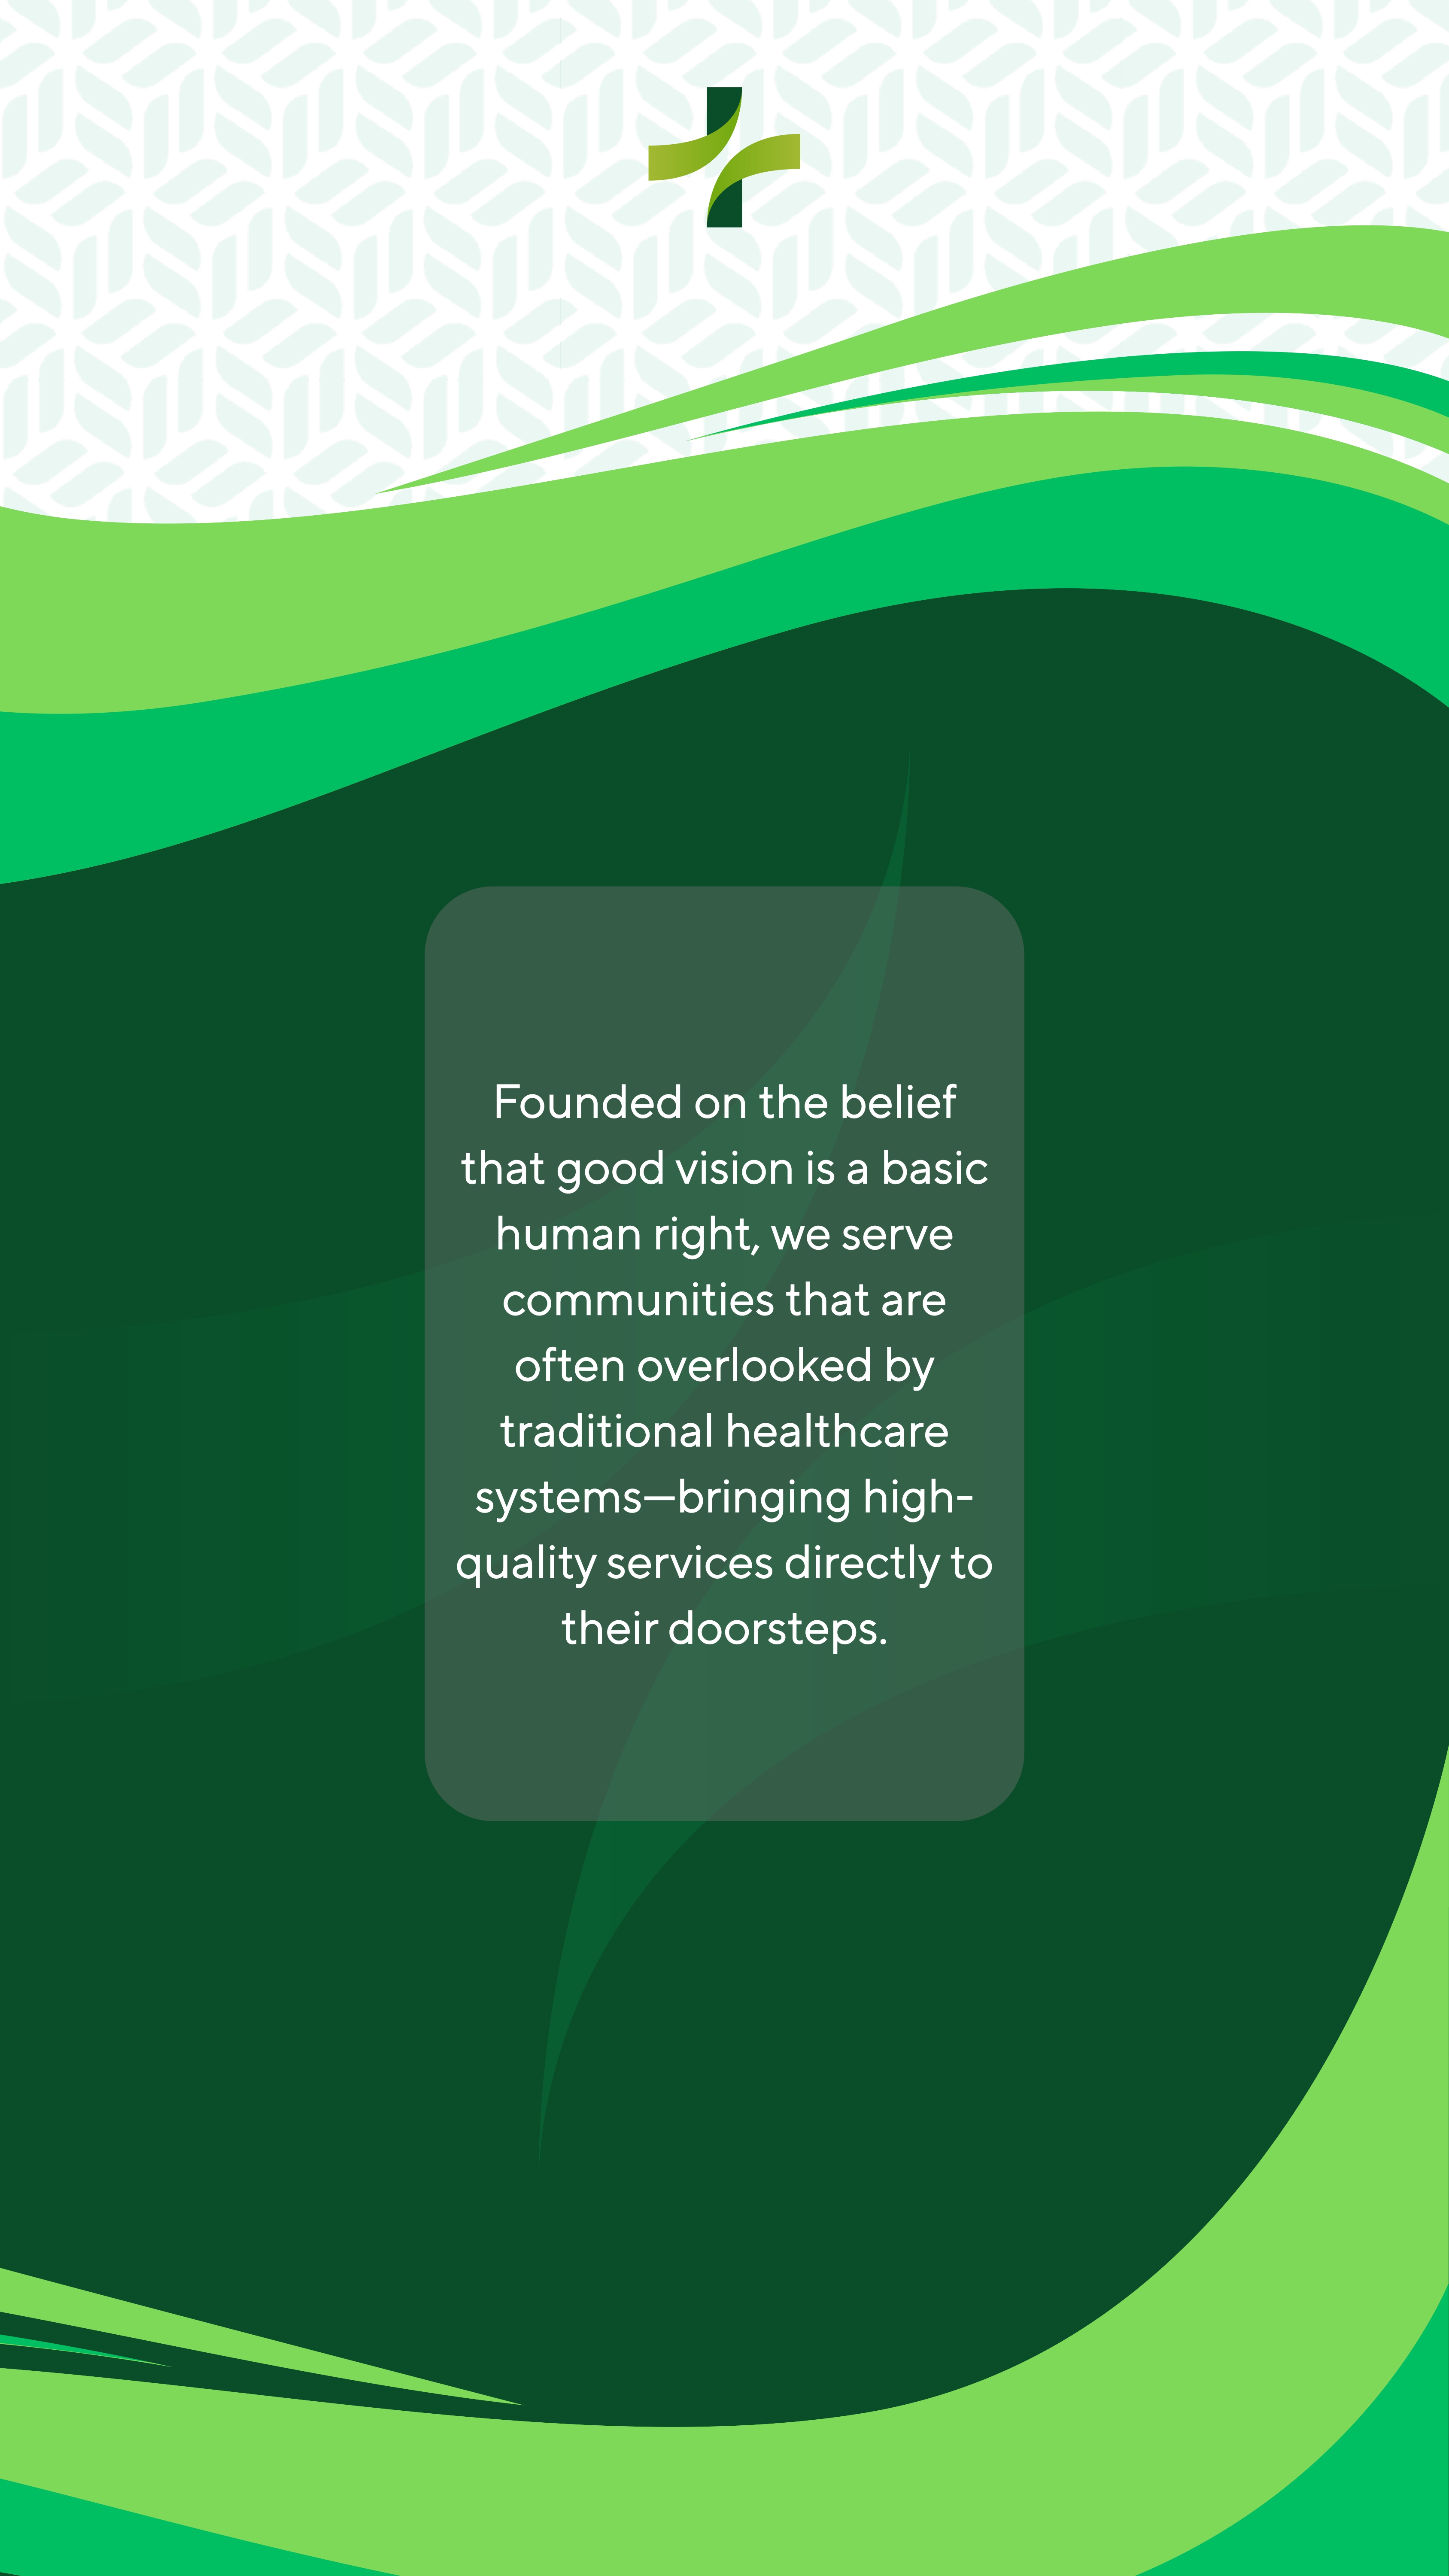 Founded on the belief
that good vision is a basic
human right, we serve
communities that are
often overlooked by
traditional healthcare
systems—bringing high-
quality services directly to
their doorsteps.